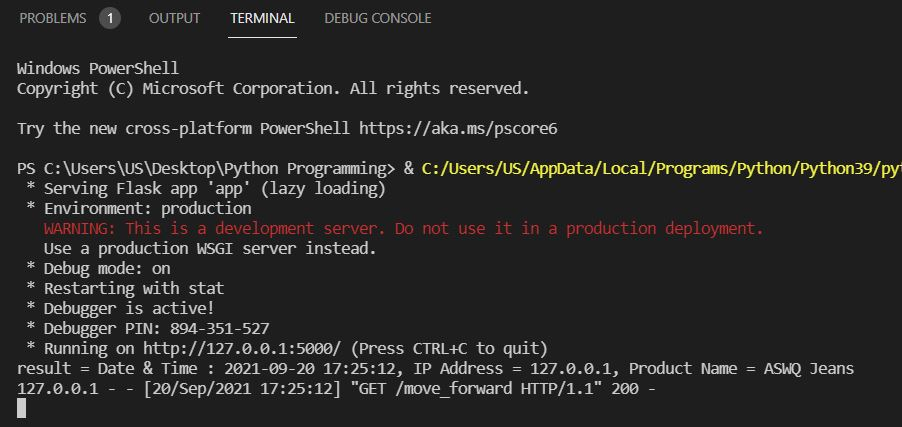 PROBLEMS 1 OUTPUT TERMINAL DEBUG CONSOLE
Windows PowerShell
Copyright (C) Microsoft Corporation. All rights reserved.
Try the new cross-platform PowerShell https://aka.ms/pscore6
PS C:\Users\US\Desktop\Python Programming> & C:/Users/US/AppData/Local/Programs/Python/Python39/pyt
* Serving Flask app 'app' (lazy loading)
* Environment: production
WARNING: This is a development server. Do not use it in a production deployment.
Use a production WSGI server instead.
* Debug mode: on
* Restarting with stat
* Debugger is active!
* Debugger PIN: 894-351-527
* Running on http://127.0.0.1:5000/ (Press CTRL+C to quit)
result = Date & Time : 2021-09-20 17:25:12, IP Address = 127.0.0.1, Product Name = ASWQ Jeans
127.0.0.1 - - [20/Sep/2021 17:25:12] "GET /move_forward HTTP/1.1" 200 -